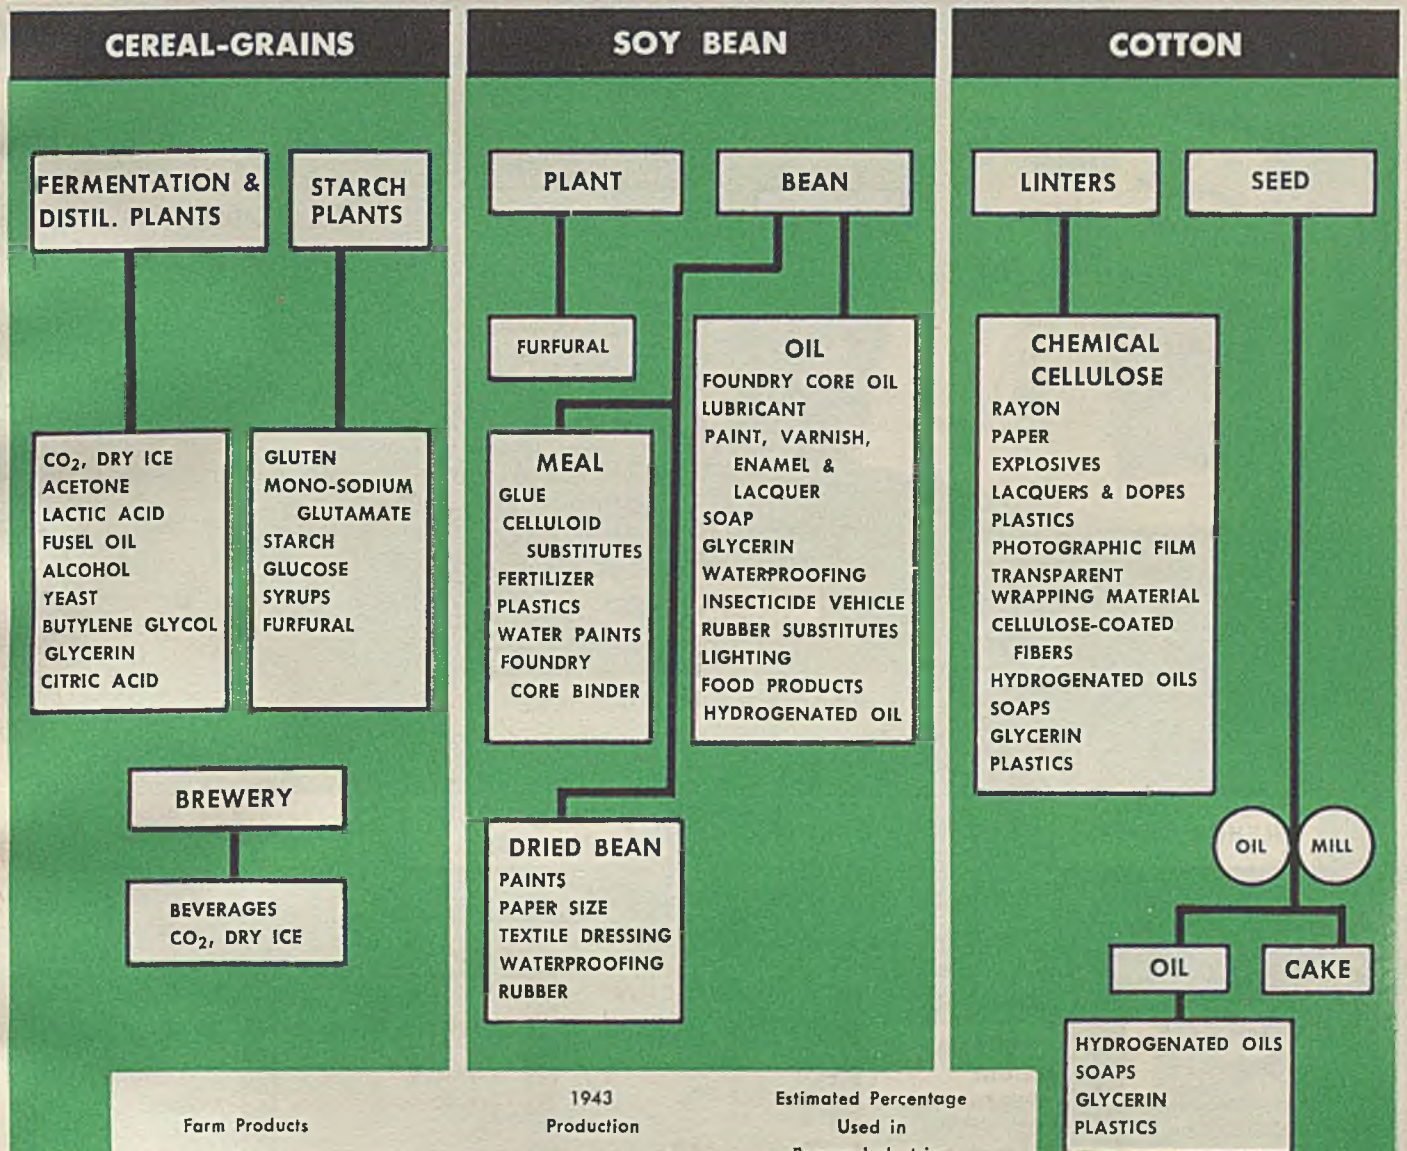 CEREAL-GRAINS
FERMENTATION &
DISTIL. PLANTS
STARCH
PLANTS
CO₂, DRY ICE
ACETONE
LACTIC ACID
FUSEL OIL
ALCOHOL
YEAST
BUTYLENE GLYCOL
GLYCERIN
CITRIC ACID
GLUTEN
MONO-SODIUM
GLUTAMATE
STARCH
GLUCOSE
SYRUPS
FURFURAL
BREWERY
BEVERAGES
CO₂, DRY ICE
SOY BEAN
PLANT
BEAN
FURFURAL
OIL
FOUNDRY CORE OIL
LUBRICANT
PAINT, VARNISH,
ENAMEL &
LACQUER
SOAP
GLYCERIN
WATERPROOFING
INSECTICIDE VEHICLE
RUBBER SUBSTITUTES
LIGHTING
FOOD PRODUCTS
HYDROGENATED OIL
MEAL
GLUE
CELLULOID
SUBSTITUTES
FERTILIZER
PLASTICS
WATER PAINTS
FOUNDRY
CORE BINDER
DRIED BEAN
PAINTS
PAPER SIZE
TEXTILE DRESSING
WATERPROOFING
RUBBER
COTTON
LINTERS
SEED
CHEMICAL
CELLULOSE
RAYON
PAPER
EXPLOSIVES
LACQUERS & DOPES
PLASTICS
PHOTOGRAPHIC FILM
TRANSPARENT
WRAPPING MATERIAL
CELLULOSE-COATED
FIBERS
HYDROGENATED OILS
SOAPS
GLYCERIN
PLASTICS
OIL MILL
OIL
CAKE
HYDROGENATED OILS
SOAPS
GLYCERIN
PLASTICS
Farm Products
1943
Production
Estimated Percentage
Used in